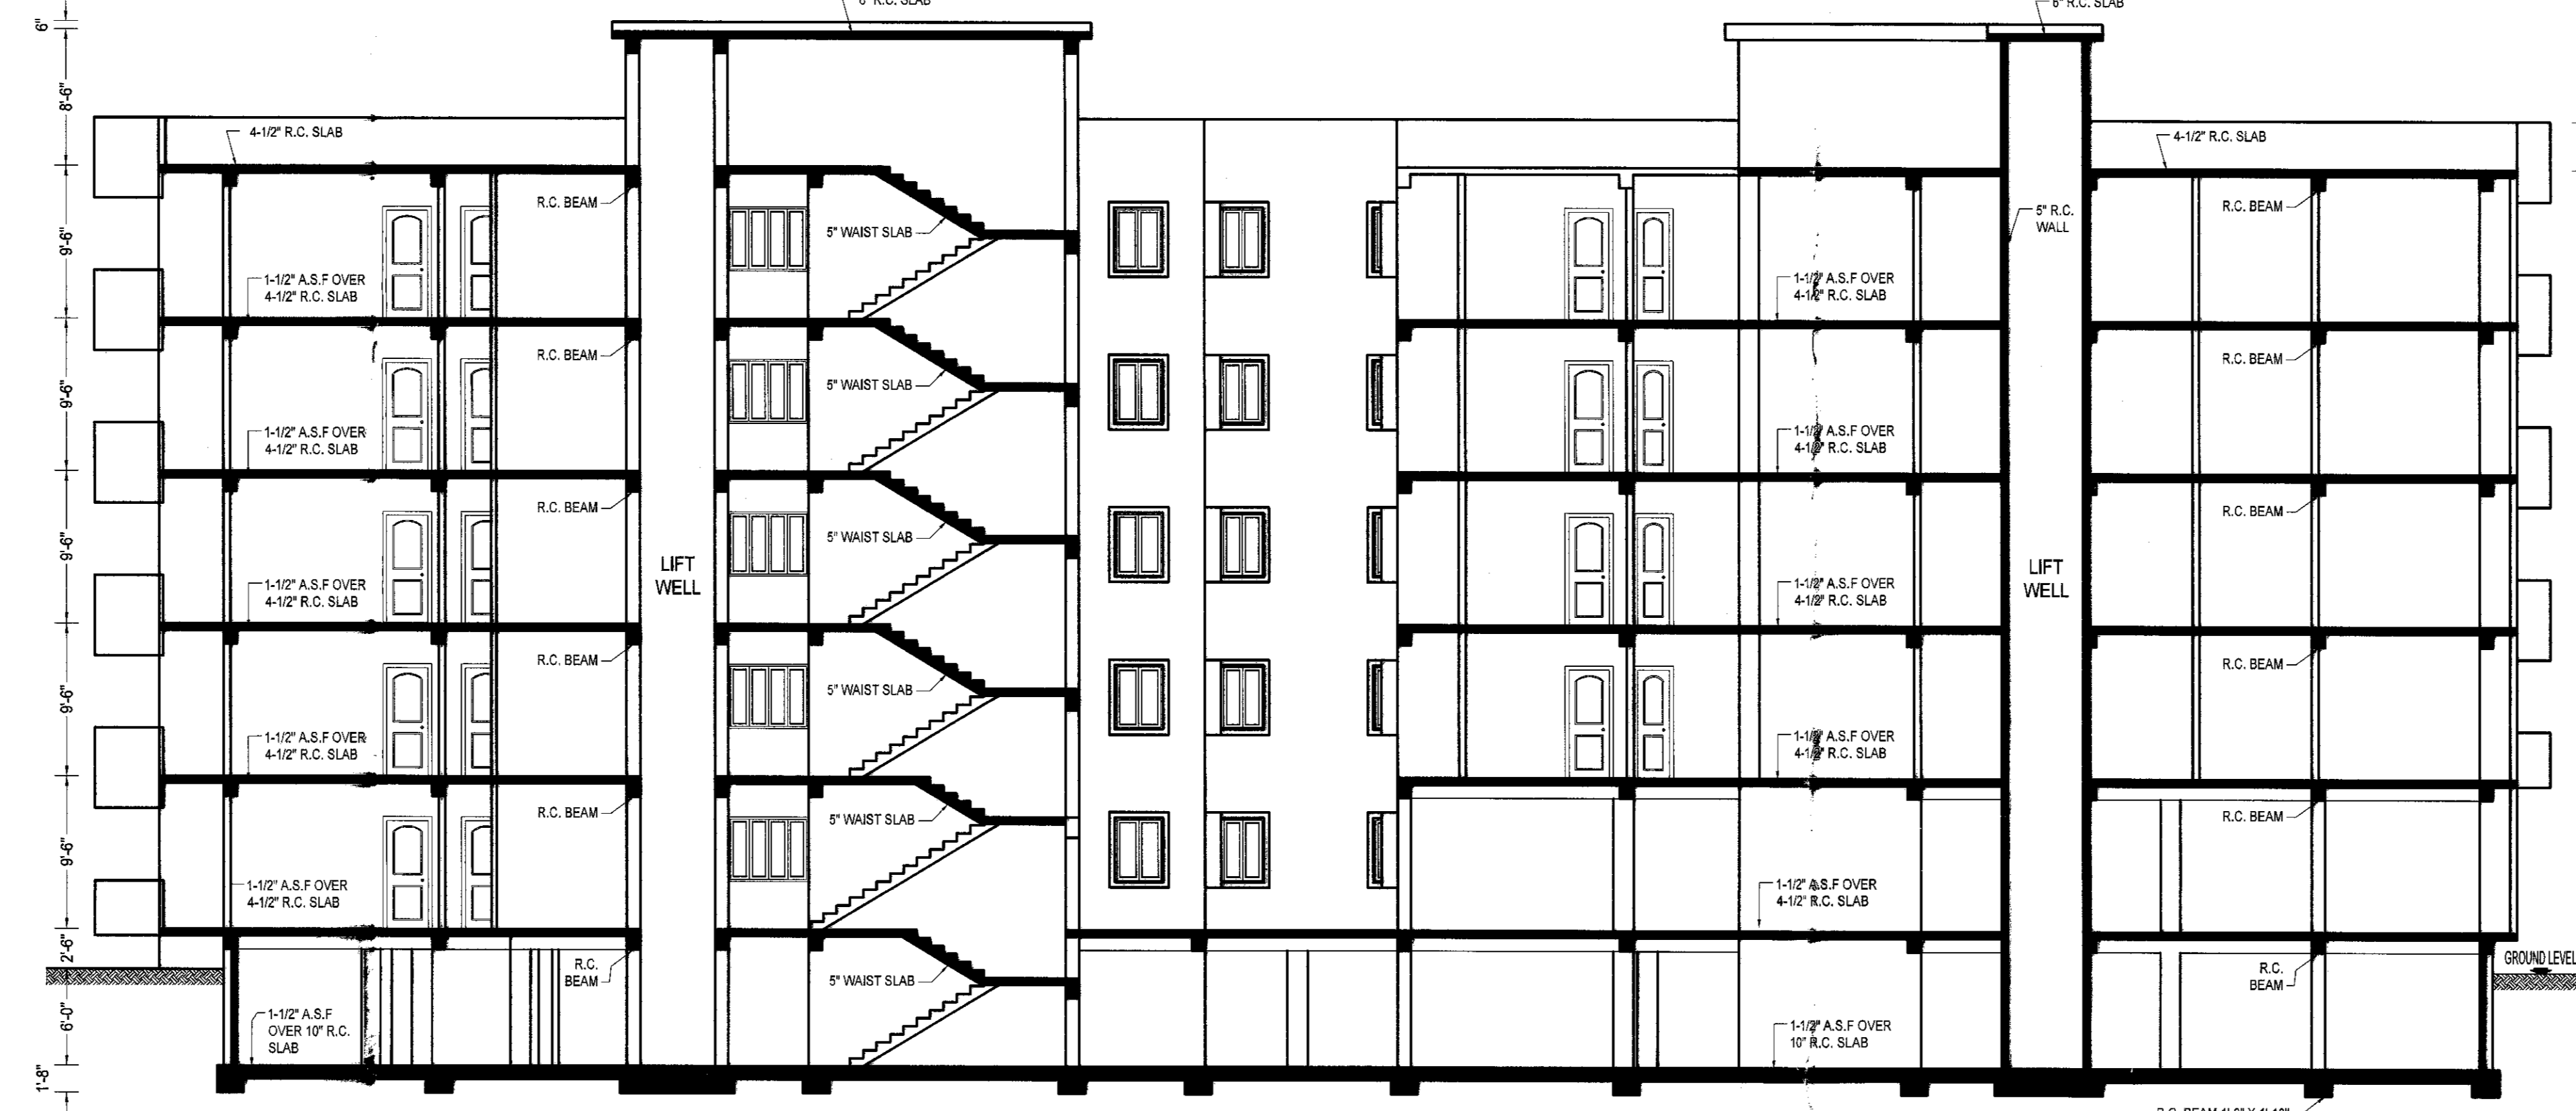 6" R.C. SLAB
6" R.C. SLAB
6"
8'-6"
4-1/2" R.C. SLAB
4-1/2" R.C. SLAB
9'-6"
R.C. BEAM
5" WAIST SLAB
5" R.C.
WALL
R.C. BEAM
1-1/2" A.S.F OVER
4-1/2" R.C. SLAB
1-1/2" A.S.F OVER
4-1/2" R.C. SLAB
9'-6"
R.C. BEAM
5" WAIST SLAB
R.C. BEAM
1-1/2" A.S.F OVER
4-1/2" R.C. SLAB
1-1/2" A.S.F OVER
4-1/2" R.C. SLAB
9'-6"
R.C. BEAM
5" WAIST SLAB
R.C. BEAM
LIFT
WELL
LIFT
WELL
1-1/2" A.S.F OVER
4-1/2" R.C. SLAB
1-1/2" A.S.F OVER
4-1/2" R.C. SLAB
9'-6"
R.C. BEAM
5" WAIST SLAB
R.C. BEAM
1-1/2" A.S.F OVER
4-1/2" R.C. SLAB
1-1/2" A.S.F OVER
4-1/2" R.C. SLAB
9'-6"
R.C. BEAM
5" WAIST SLAB
R.C. BEAM
1-1/2" A.S.F OVER
4-1/2" R.C. SLAB
1-1/2" A.S.F OVER
4-1/2" R.C. SLAB
2'-6"
R.C.
BEAM
5" WAIST SLAB
R.C.
BEAM
GROUND LEVEL
6'-0"
1-1/2" A.S.F
OVER 10" R.C.
SLAB
1-1/2" A.S.F OVER
10" R.C. SLAB
1'-8"
R.C. BEAM